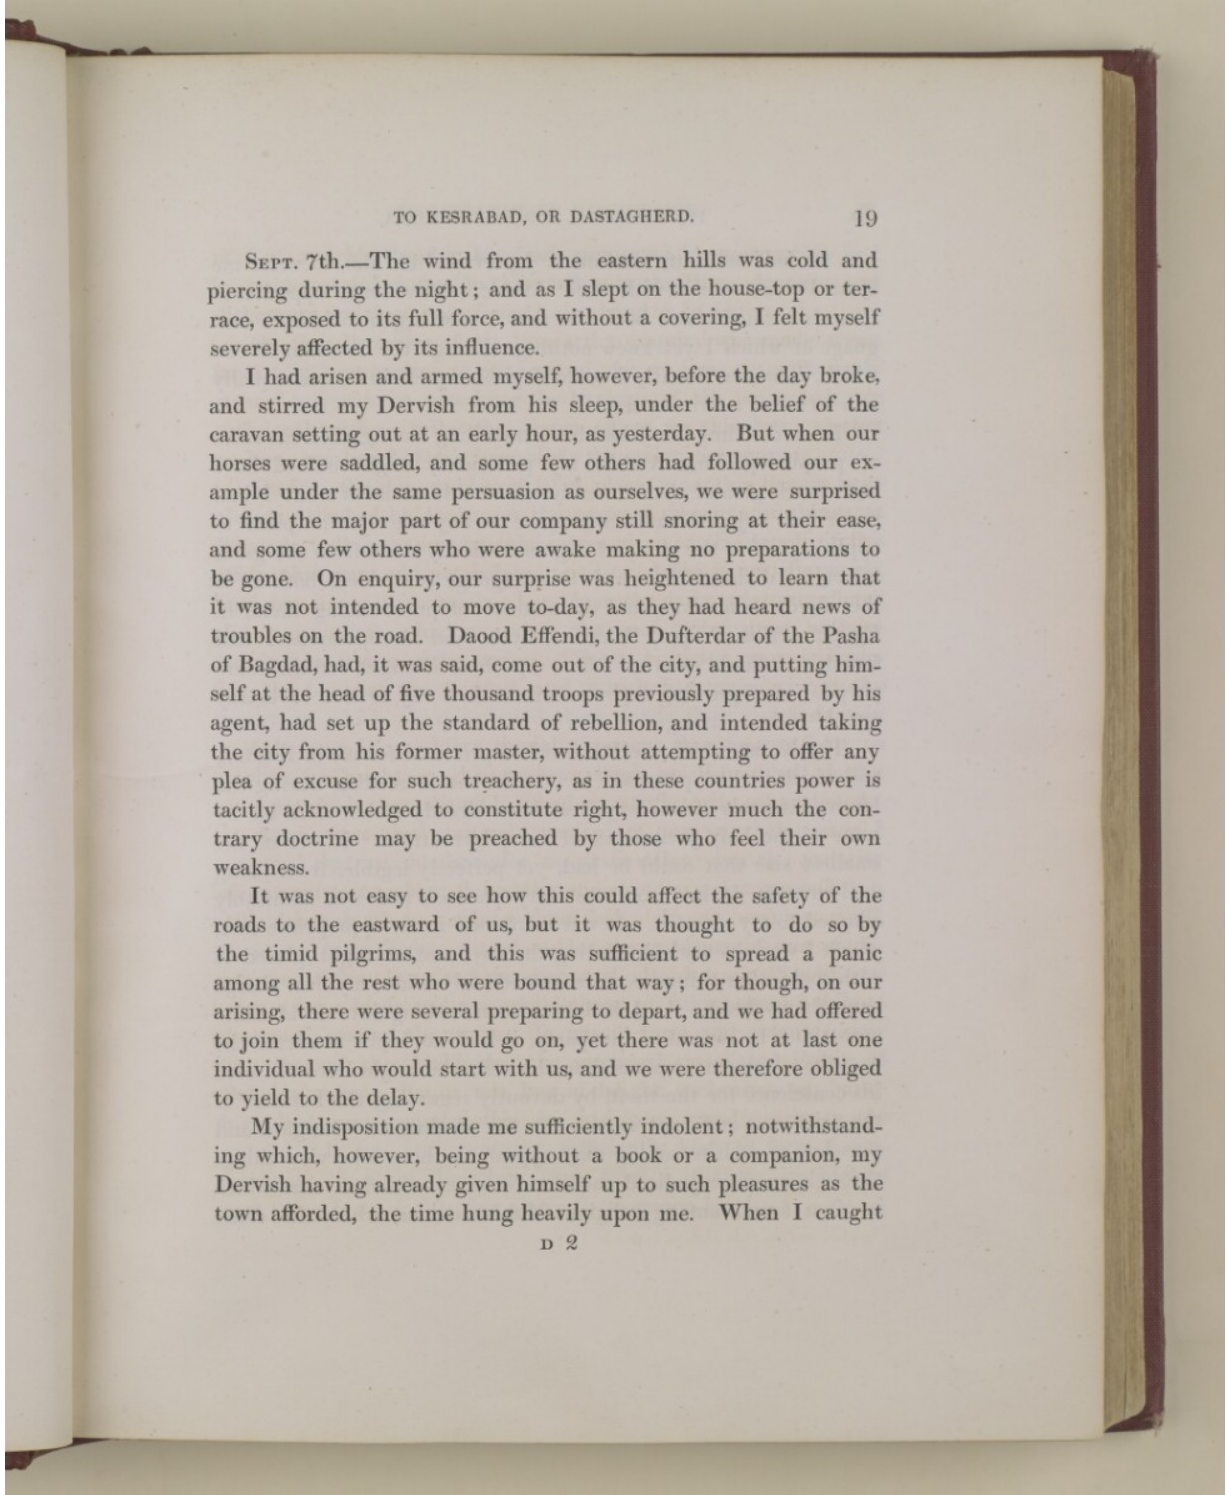 TO KESRABAD, OR DASTAGHERD. 19
SEPT. 7th.—The wind from the eastern hills was cold and
piercing during the night; and as I slept on the house-top or ter-
race, exposed to its full force, and without a covering, I felt myself
severely affected by its influence.
I had arisen and armed myself, however, before the day broke,
and stirred my Dervish from his sleep, under the belief of the
caravan setting out at an early hour, as yesterday. But when our
horses were saddled, and some few others had followed our ex-
ample under the same persuasion as ourselves, we were surprised
to find the major part of our company still snoring at their ease,
and some few others who were awake making no preparations to
be gone. On enquiry, our surprise was heightened to learn that
it was not intended to move to-day, as they had heard news of
troubles on the road. Daood Effendi, the Dufterdar of the Pasha
of Bagdad, had, it was said, come out of the city, and putting him-
self at the head of five thousand troops previously prepared by his
agent, had set up the standard of rebellion, and intended taking
the city from his former master, without attempting to offer any
plea of excuse for such treachery, as in these countries power is
tacitly acknowledged to constitute right, however much the con-
trary doctrine may be preached by those who feel their own
weakness.
It was not easy to see how this could affect the safety of the
roads to the eastward of us, but it was thought to do so by
the timid pilgrims, and this was sufficient to spread a panic
among all the rest who were bound that way; for though, on our
arising, there were several preparing to depart, and we had offered
to join them if they would go on, yet there was not at last one
individual who would start with us, and we were therefore obliged
to yield to the delay.
My indisposition made me sufficiently indolent; notwithstand-
ing which, however, being without a book or a companion, my
Dervish having already given himself up to such pleasures as the
town afforded, the time hung heavily upon me. When I caught
D 2